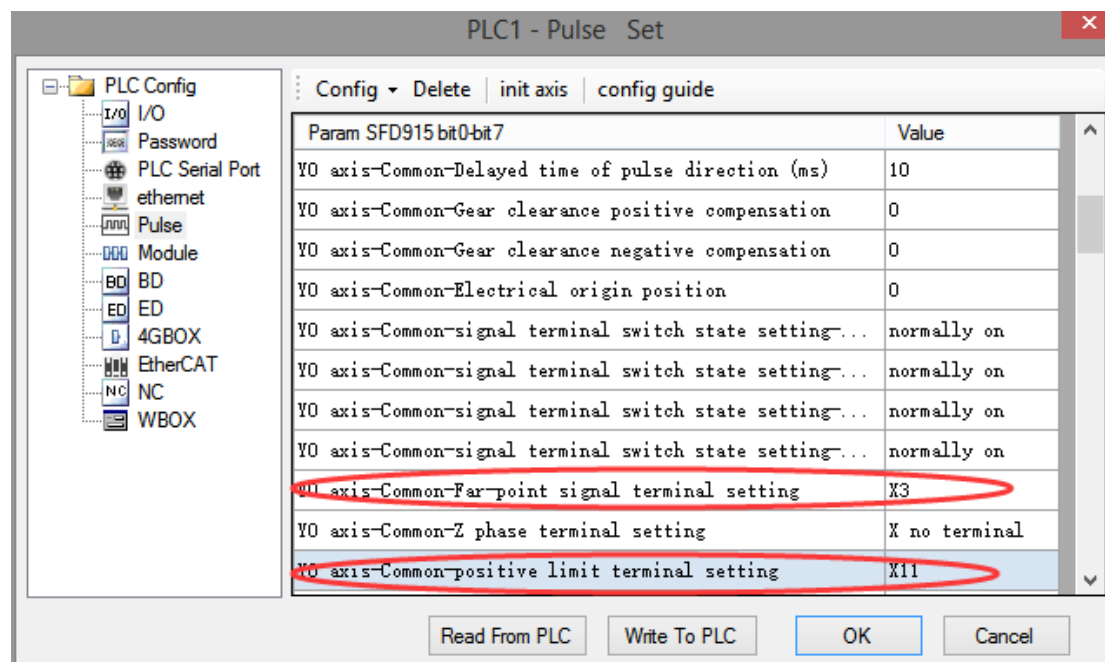 PLC1 - Pulse Set
PLC Config
I/O I/O
Password
PLC Serial Port
ethernet
Pulse
Module
BD BD
ED ED
4GBOX
EtherCAT
NC NC
WBOX
Config Delete init axis config guide
Param SFD915 bit0-bit7 Value
Y0 axis-Common-Delayed time of pulse direction (ms) 10
Y0 axis-Common-Gear clearance positive compensation 0
Y0 axis-Common-Gear clearance negative compensation 0
Y0 axis-Common-Electrical origin position 0
Y0 axis-Common-signal terminal switch state setting-... normally on
Y0 axis-Common-signal terminal switch state setting-... normally on
Y0 axis-Common-signal terminal switch state setting-... normally on
Y0 axis-Common-signal terminal switch state setting-... normally on
Y0 axis-Common-Far-point signal terminal setting X3
Y0 axis-Common-Z phase terminal setting X no terminal
Y0 axis-Common-positive limit terminal setting X11
Read From PLC Write To PLC OK Cancel